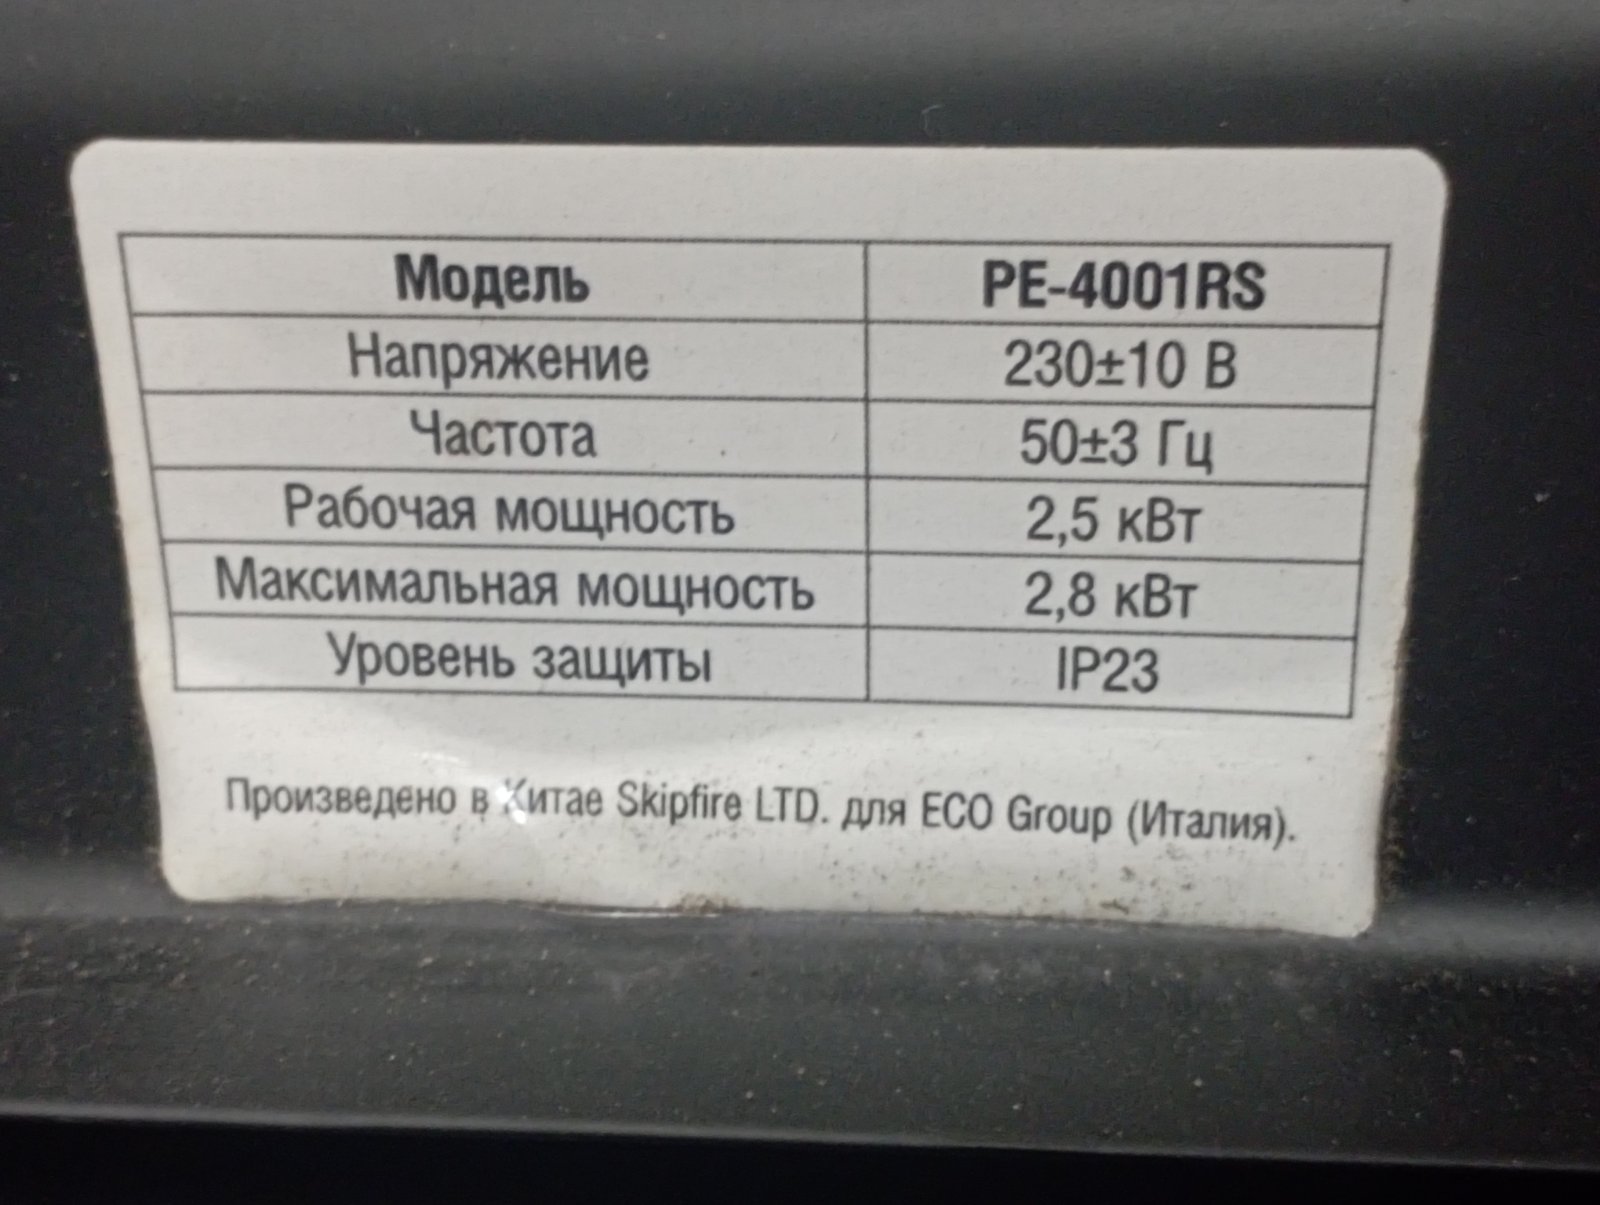 Модель PE-4001RS
Напряжение 230±10 В
Частота 50±3 Гц
Рабочая мощность 2,5 кВт
Максимальная мощность 2,8 кВт
Уровень защиты IP23
Произведено в Китае Skipfire LTD. для ECO Group (Италия).